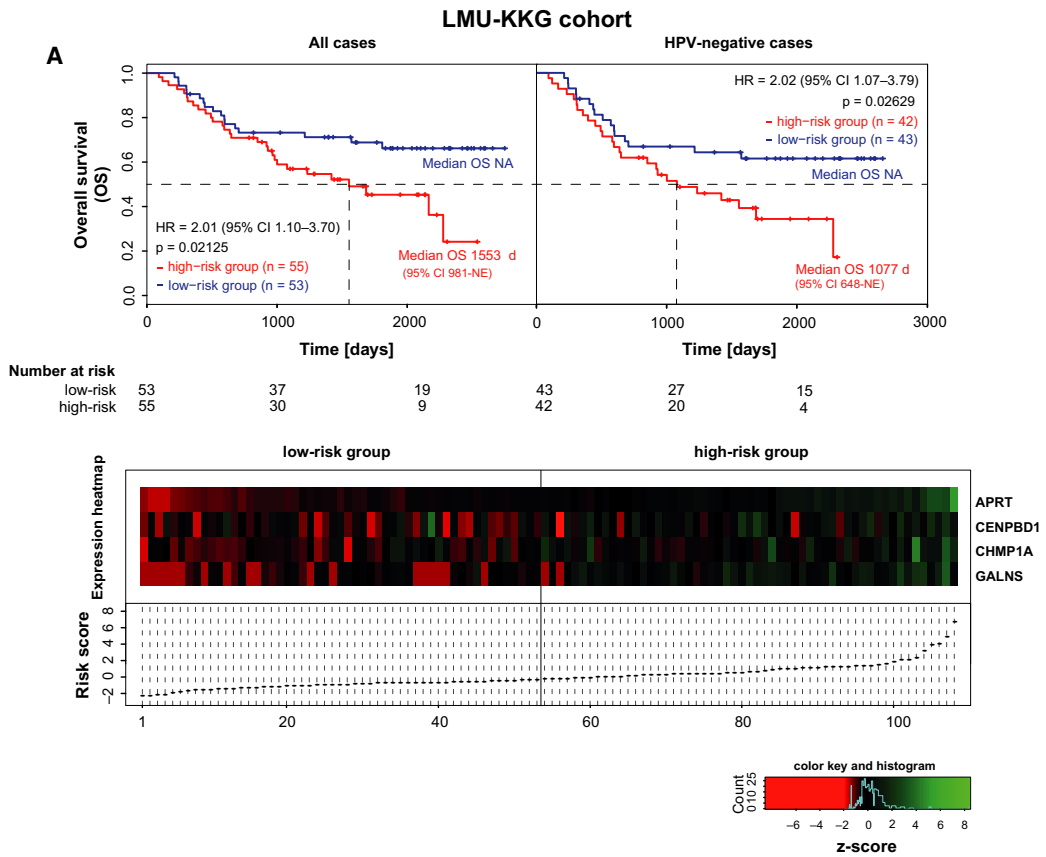 LMU-KKG cohort
A
All cases
HPV-negative cases
Overall survival
(OS)
1.0
0.8
0.6
0.4
0.2
0.0
Median OS NA
HR = 2.01 (95% CI 1.10–3.70)
p = 0.02125
high−risk group (n = 55)
low−risk group (n = 53)
Median OS 1553 d
(95% CI 981-NE)
HR = 2.02 (95% CI 1.07–3.79)
p = 0.02629
high-risk group (n = 42)
low-risk group (n = 43)
Median OS NA
Median OS 1077 d
(95% CI 648-NE)
0 1000 2000 0 1000 2000 3000
Time [days] Time [days]
Number at risk
low-risk 53 37 19 43 27 15
high-risk 55 30 9 42 20 4
low-risk group high-risk group
Expression heatmap
APRT
CENPBD1
CHMP1A
GALNS
Risk score
8
6
4
2
0
−2
1 20 40 60 80 100
color key and histogram
Count
0 10 25
−6 −4 −2 0 2 4 6 8
z-score